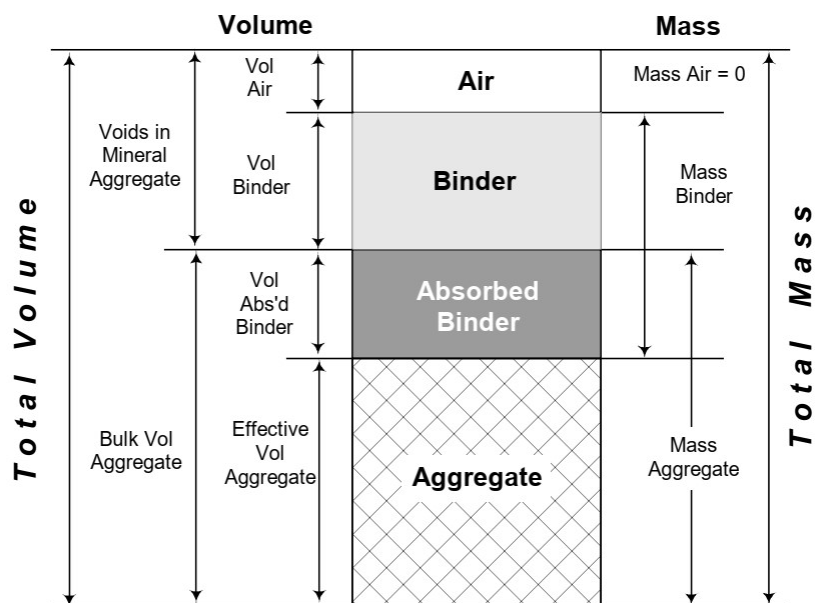 Volume
Mass
Vol
Air
Air
Mass Air = 0
Voids in
Mineral
Aggregate
Vol
Binder
Binder
Mass
Binder
Total Volume
Total Mass
Vol
Abs'd
Binder
Absorbed
Binder
Bulk Vol
Aggregate
Effective
Vol
Aggregate
Aggregate
Mass
Aggregate